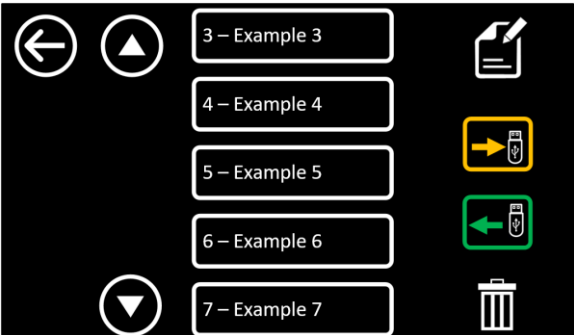 3 – Example 3
4 – Example 4
5 – Example 5
6 – Example 6
7 – Example 7